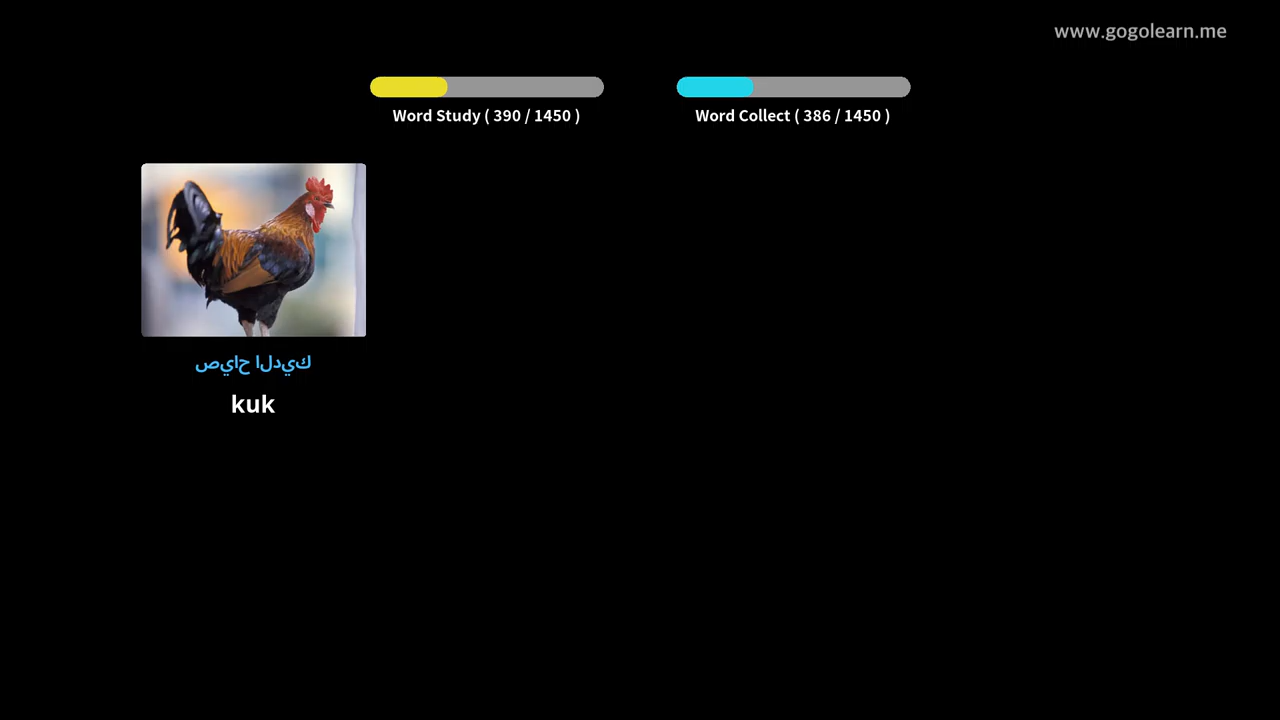 www.gogolearn.me
Word Study ( 390 / 1450 )
Word Collect ( 386 / 1450 )
صياح الديك
kuk